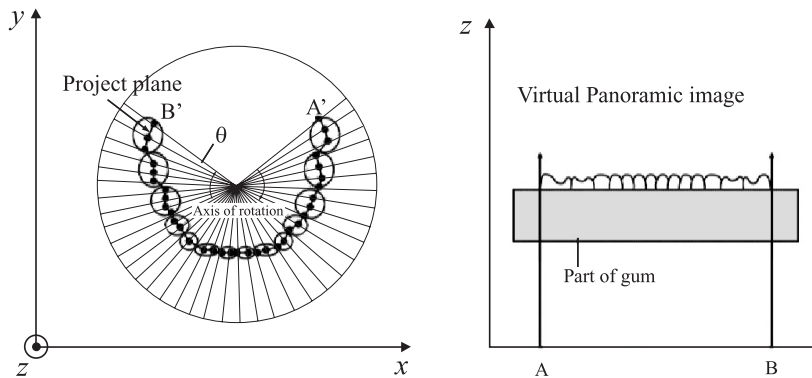 y
Project plane
B'
A'
θ
Axis of rotation
z
x
z
Virtual Panoramic image
Part of gum
A
B